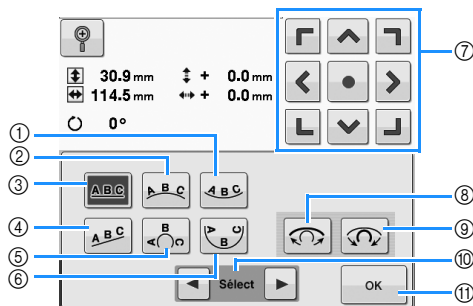 30.9 mm + 0.0 mm
114.5 mm + 0.0 mm
0°
⑦
①
②
③
ABC
ABC
ABC
⑧
④
ABC
ABC
ABC
⑨
⑤
⑥
Sélect
⑩
OK
⑪